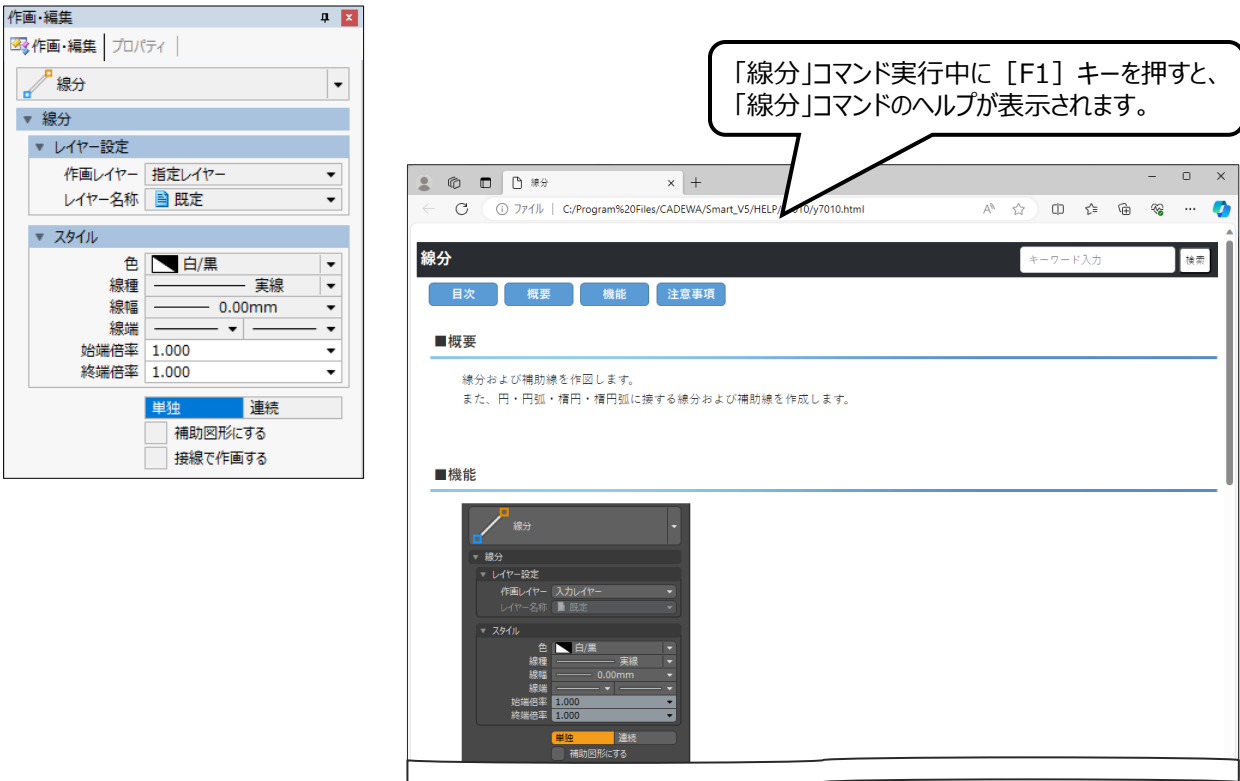 作画・編集
作画・編集 プロパティ
線分
線分
レイヤー設定
作画レイヤー 指定レイヤー
レイヤー名称 既定
スタイル
色 白/黒
線種 実線
線幅 0.00mm
線端
始端倍率 1.000
終端倍率 1.000
単独 連続
補助図形にする
接線で作画する
「線分」コマンド実行中に［F1］キーを押すと、
「線分」コマンドのヘルプが表示されます。
線分
ファイル C:/Program%20Files/CADEWA/Smart_V5/HELP/ 010/y7010.html
線分 キーワード入力 検索
目次 概要 機能 注意事項
■概要
線分および補助線を作図します。
また、円・円弧・楕円・楕円弧に接する線分および補助線を作成します。
■機能
線分
線分
レイヤー設定
作画レイヤー 入力レイヤー
レイヤー名称 既定
スタイル
色 白/黒
線種 実線
線幅 0.00mm
線端
始端倍率 1.000
終端倍率 1.000
単独 連続
補助図形にする